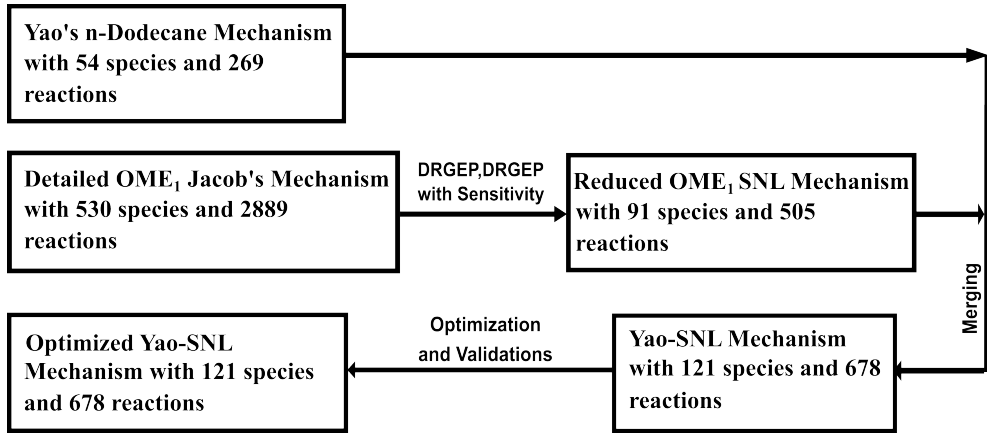 Yao's n-Dodecane Mechanism
with 54 species and 269
reactions
Detailed OME₁ Jacob's Mechanism
with 530 species and 2889
reactions
DRGEP,DRGEP
with Sensitivity
Reduced OME₁ SNL Mechanism
with 91 species and 505
reactions
Merging
Yao-SNL Mechanism
with 121 species and 678
reactions
Optimization
and Validations
Optimized Yao-SNL
Mechanism with 121 species
and 678 reactions